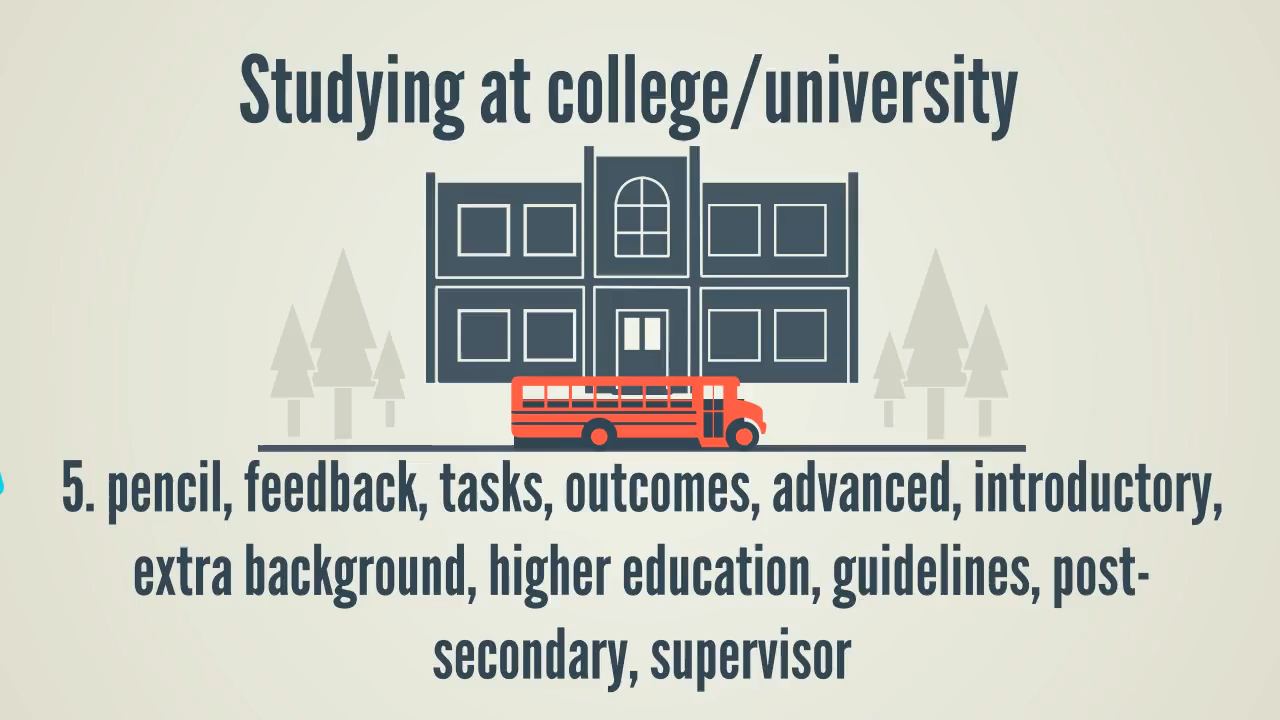 Studying at college/university
5. pencil, feedback, tasks, outcomes, advanced, introductory,
extra background, higher education, guidelines, post-
secondary, supervisor